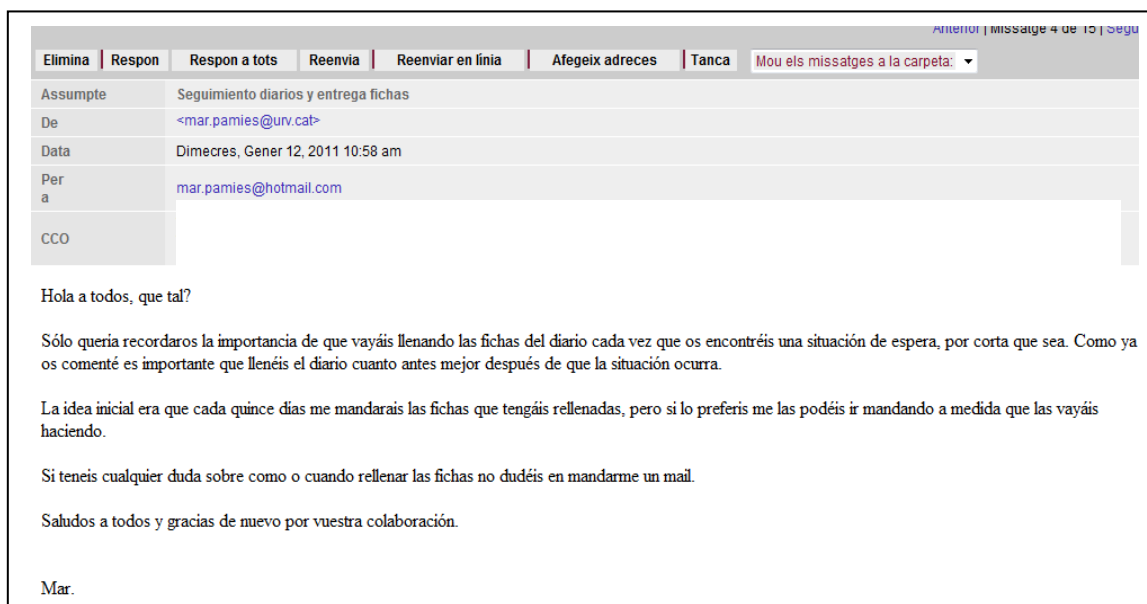 Anterior | Missatge 4 de 15 | Segü
Elimina Respon Respon a tots Reenvia Reenviar en línia Afegeix adreces Tanca Mou els missatges a la carpeta:
Assumpte Seguimiento diarios y entrega fichas
De <mar.pamies@urv.cat>
Data Dimecres, Gener 12, 2011 10:58 am
Per
a mar.pamies@hotmail.com
CCO
Hola a todos, que tal?
Sólo quería recordaros la importancia de que vayáis llenando las fichas del diario cada vez que os encontréis una situación de espera, por corta que sea. Como ya
os comenté es importante que llenéis el diario cuanto antes mejor después de que la situación ocurra.
La idea inicial era que cada quince días me mandarais las fichas que tengáis rellenadas, pero si lo preferis me las podéis ir mandando a medida que las vayáis
haciendo.
Si teneis cualquier duda sobre como o cuando rellenar las fichas no dudéis en mandarme un mail.
Saludos a todos y gracias de nuevo por vuestra colaboración.
Mar.